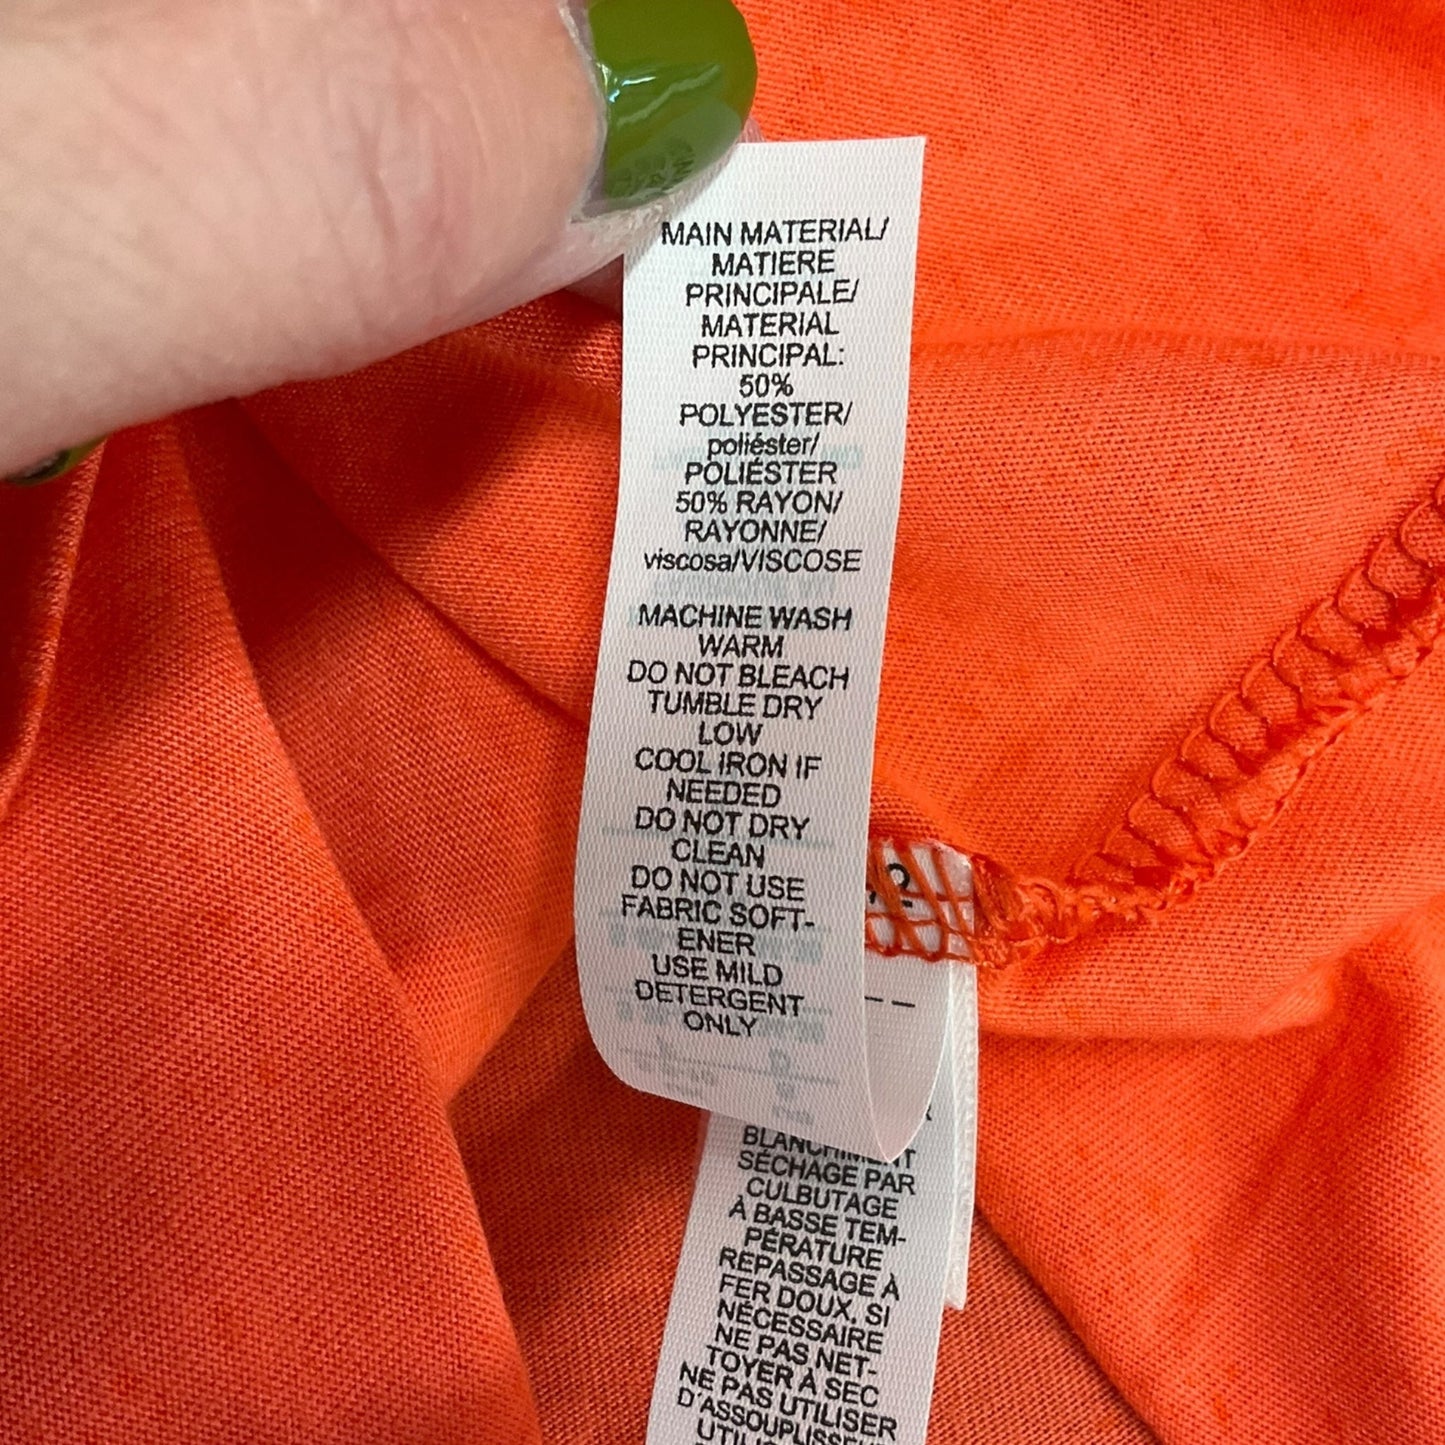 MAIN MATERIAL/
MATIERE
PRINCIPALE/
MATERIAL
PRINCIPAL:
50%
POLYESTER/
poliéster/
POLIÉSTER
50% RAYON/
RAYONNE/
viscosa/VISCOSE
MACHINE WASH
WARM
DO NOT BLEACH
TUMBLE DRY
LOW
COOL IRON IF
NEEDED
DO NOT DRY
CLEAN
DO NOT USE
FABRIC SOFT-
ENER
USE MILD
DETERGENT
ONLY
BLANCHIMENT
SÉCHAGE PAR
CULBUTAGE
À BASSE TEM-
PÉRATURE
REPASSAGE À
FER DOUX, SI
NÉCESSAIRE
NE PAS NET-
TOYER À SEC
NE PAS UTILISER